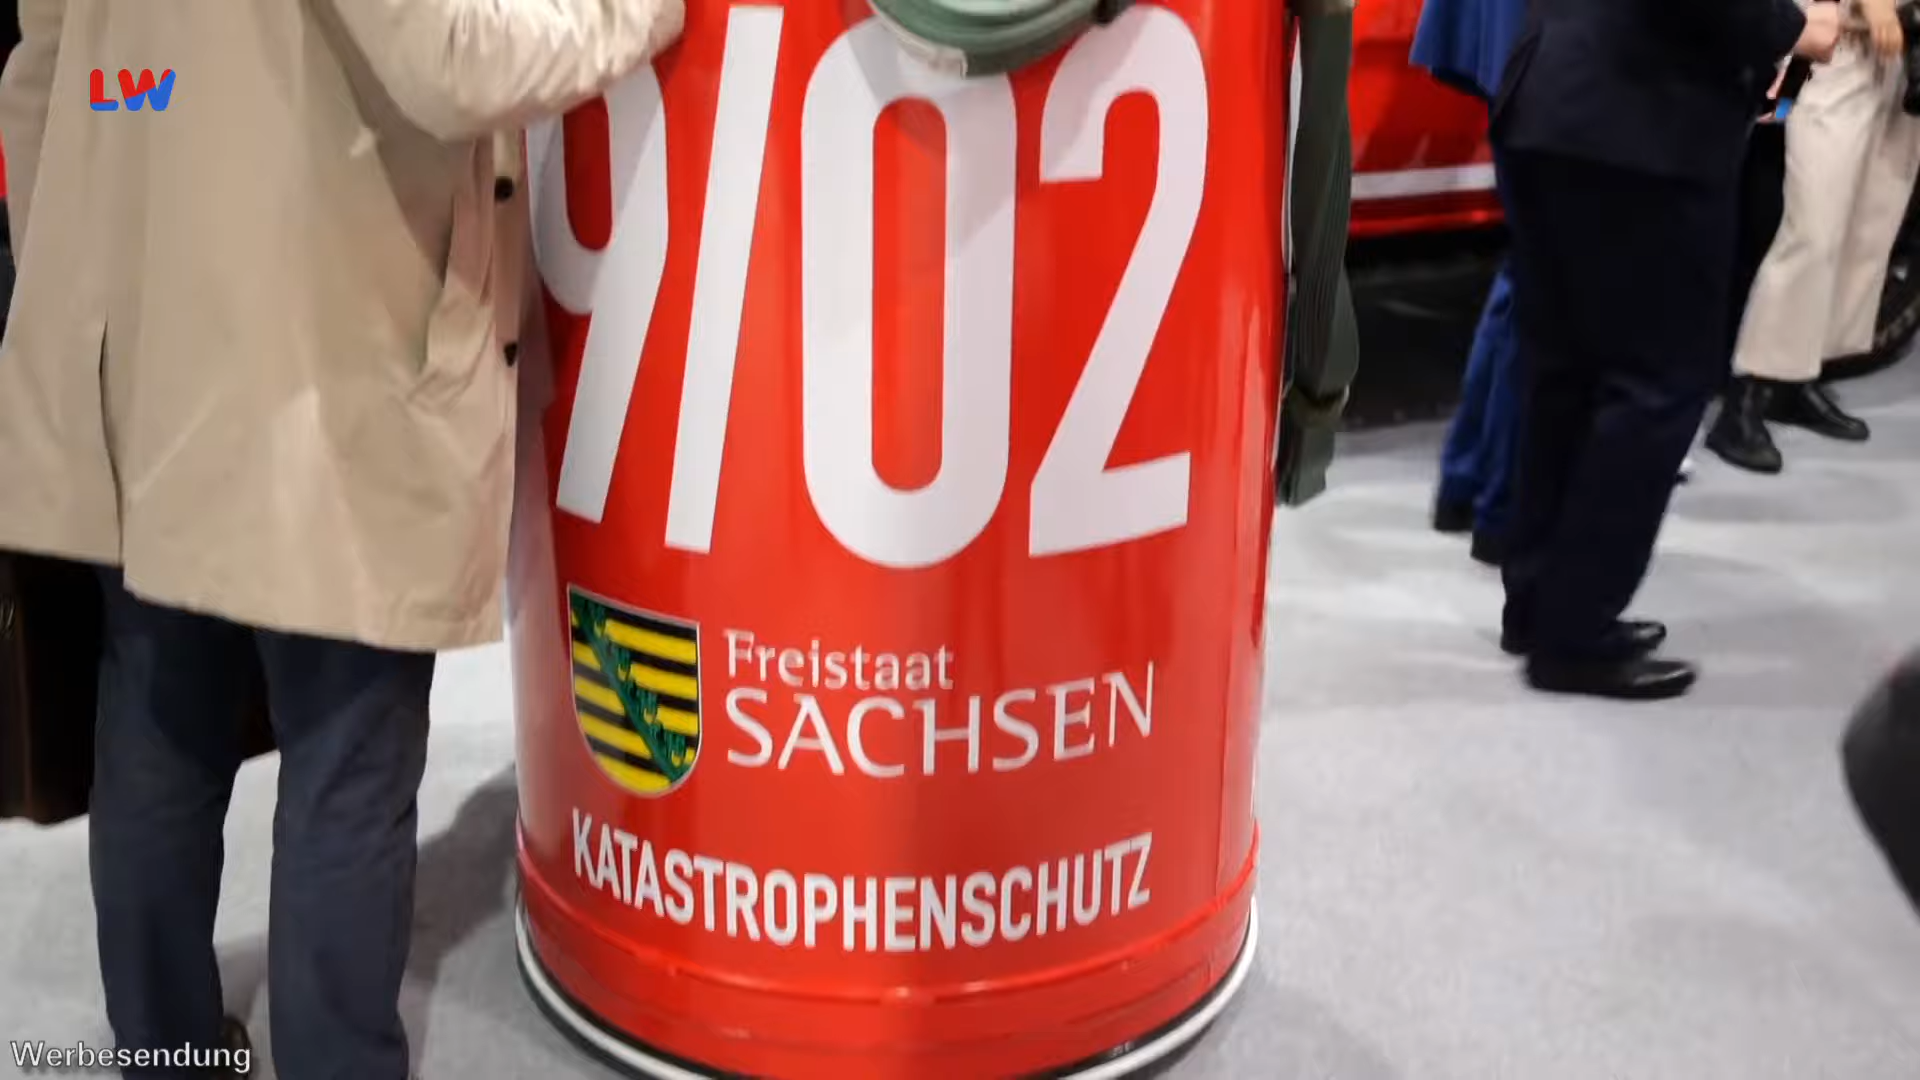 LW
9/02
Freistaat
SACHSEN
KATASTROPHENSCHUTZ
Werbesendung